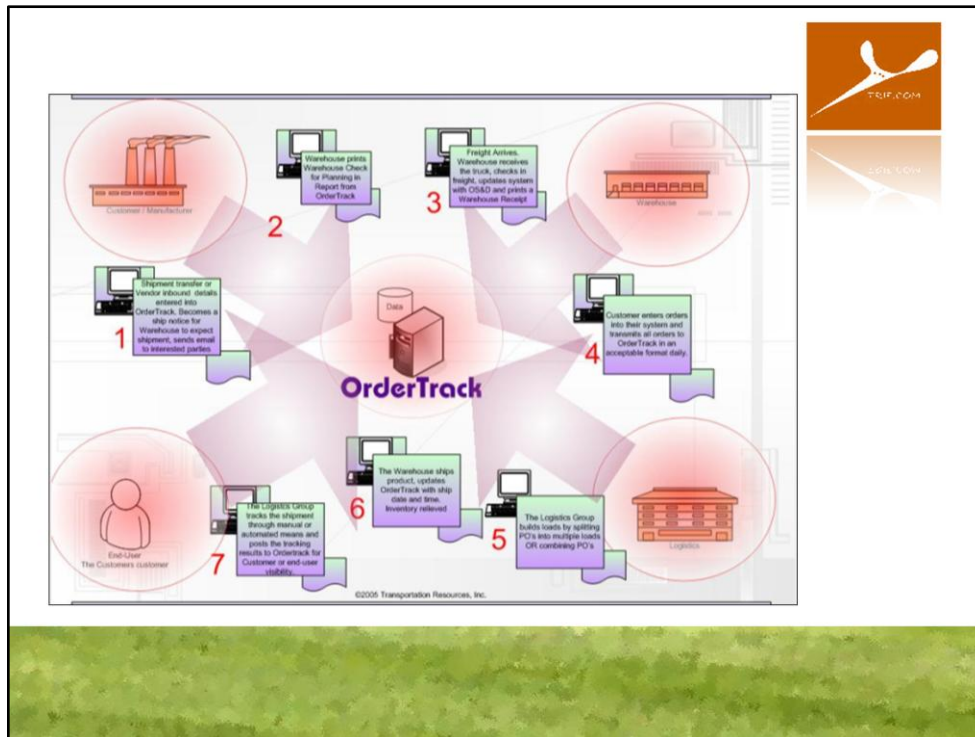 TRIF.COM
Customer / Manufacturer
Warehouse prints
Warehouse Check
for Planning in
Report from
OrderTrack
2
Freight Arrives.
Warehouse receives
the truck, checks in
freight, updates system
with OS&D and prints a
Warehouse Receipt
3
Warehouse
Shipment transfer or
Vendor inbound details
entered into
OrderTrack. Becomes a
ship notice for
Warehouse to expect
shipment, sends email
to interested parties
1
Data
OrderTrack
Customer enters orders
into their system and
transmits all orders to
OrderTrack in an
acceptable format daily.
4
The Warehouse ships
product, updates
OrderTrack with ship
date and time.
Inventory relieved
6
The Logistics Group
builds loads by splitting
PO's into multiple loads
OR combining PO's
5
Logistics
End-User
The Customers customer
The Logistics Group
tracks the shipment
through manual or
automated means and
posts the tracking
results to Ordertrack for
Customer or end-user
visibility.
7
©2005 Transportation Resources, Inc.